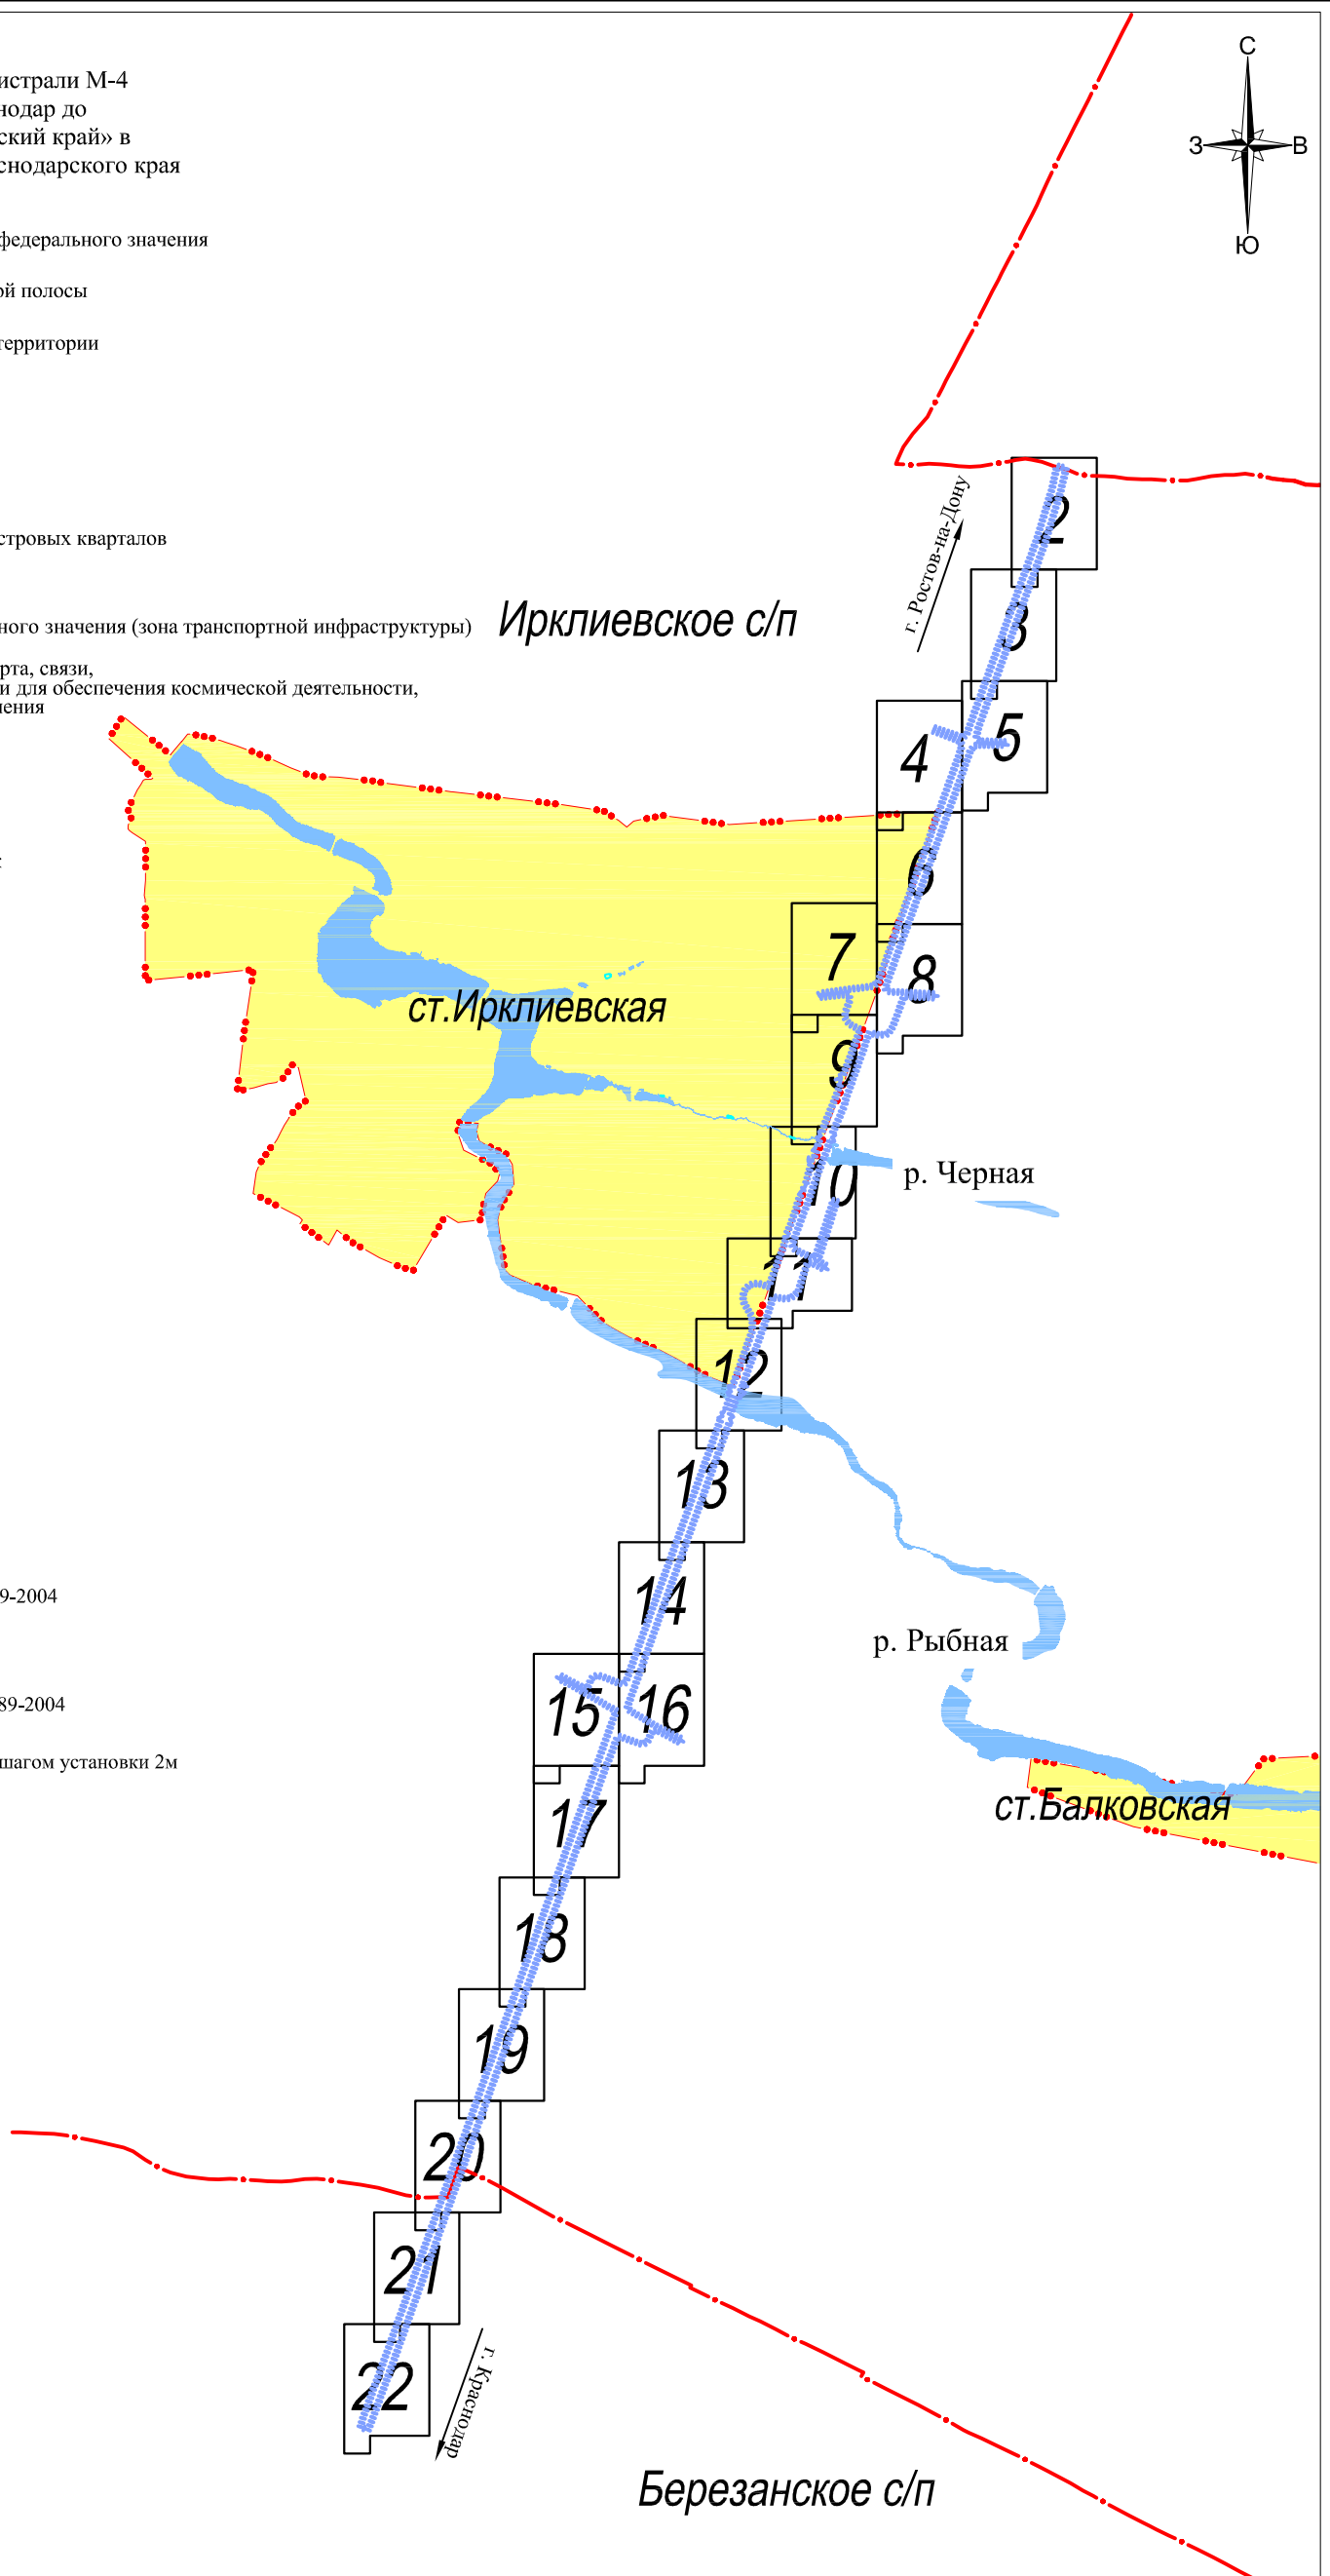 истрали М-4
нодар до
ский край» в
снодарского края
С
З
В
Ю
федерального значения
ой полосы
территории
г. Ростов-на-Дону
2
стровых кварталов
3
Ирклиевское с/п
ного значения (зона транспортной инфраструктуры)
рта, связи,
и для обеспечения космической деятельности,
ения
4
5
6
7
8
ст.Ирклиевская
9
10
р. Черная
11
12
13
14
9-2004
р. Рыбная
15
16
89-2004
шагом установки 2м
ст.Балковская
17
18
19
20
21
22
г. Краснодар
Березанское с/п